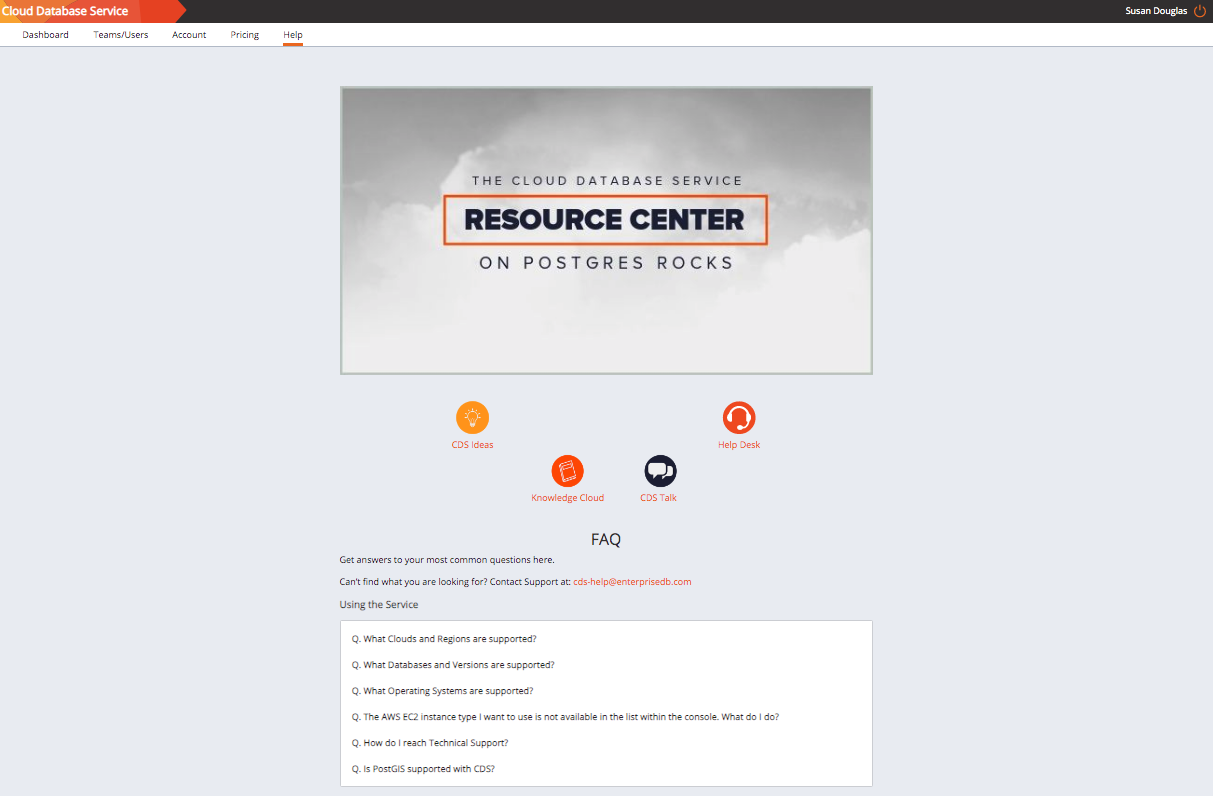 Cloud Database Service
Susan Douglas
Dashboard Teams/Users Account Pricing Help
THE CLOUD DATABASE SERVICE
RESOURCE CENTER
ON POSTGRES ROCKS
CDS Ideas Help Desk
Knowledge Cloud CDS Talk
FAQ
Get answers to your most common questions here.
Can't find what you are looking for? Contact Support at: cds-help@enterprisedb.com
Using the Service
Q. What Clouds and Regions are supported?
Q. What Databases and Versions are supported?
Q. What Operating Systems are supported?
Q. The AWS EC2 instance type I want to use is not available in the list within the console. What do I do?
Q. How do I reach Technical Support?
Q. Is PostGIS supported with CDS?